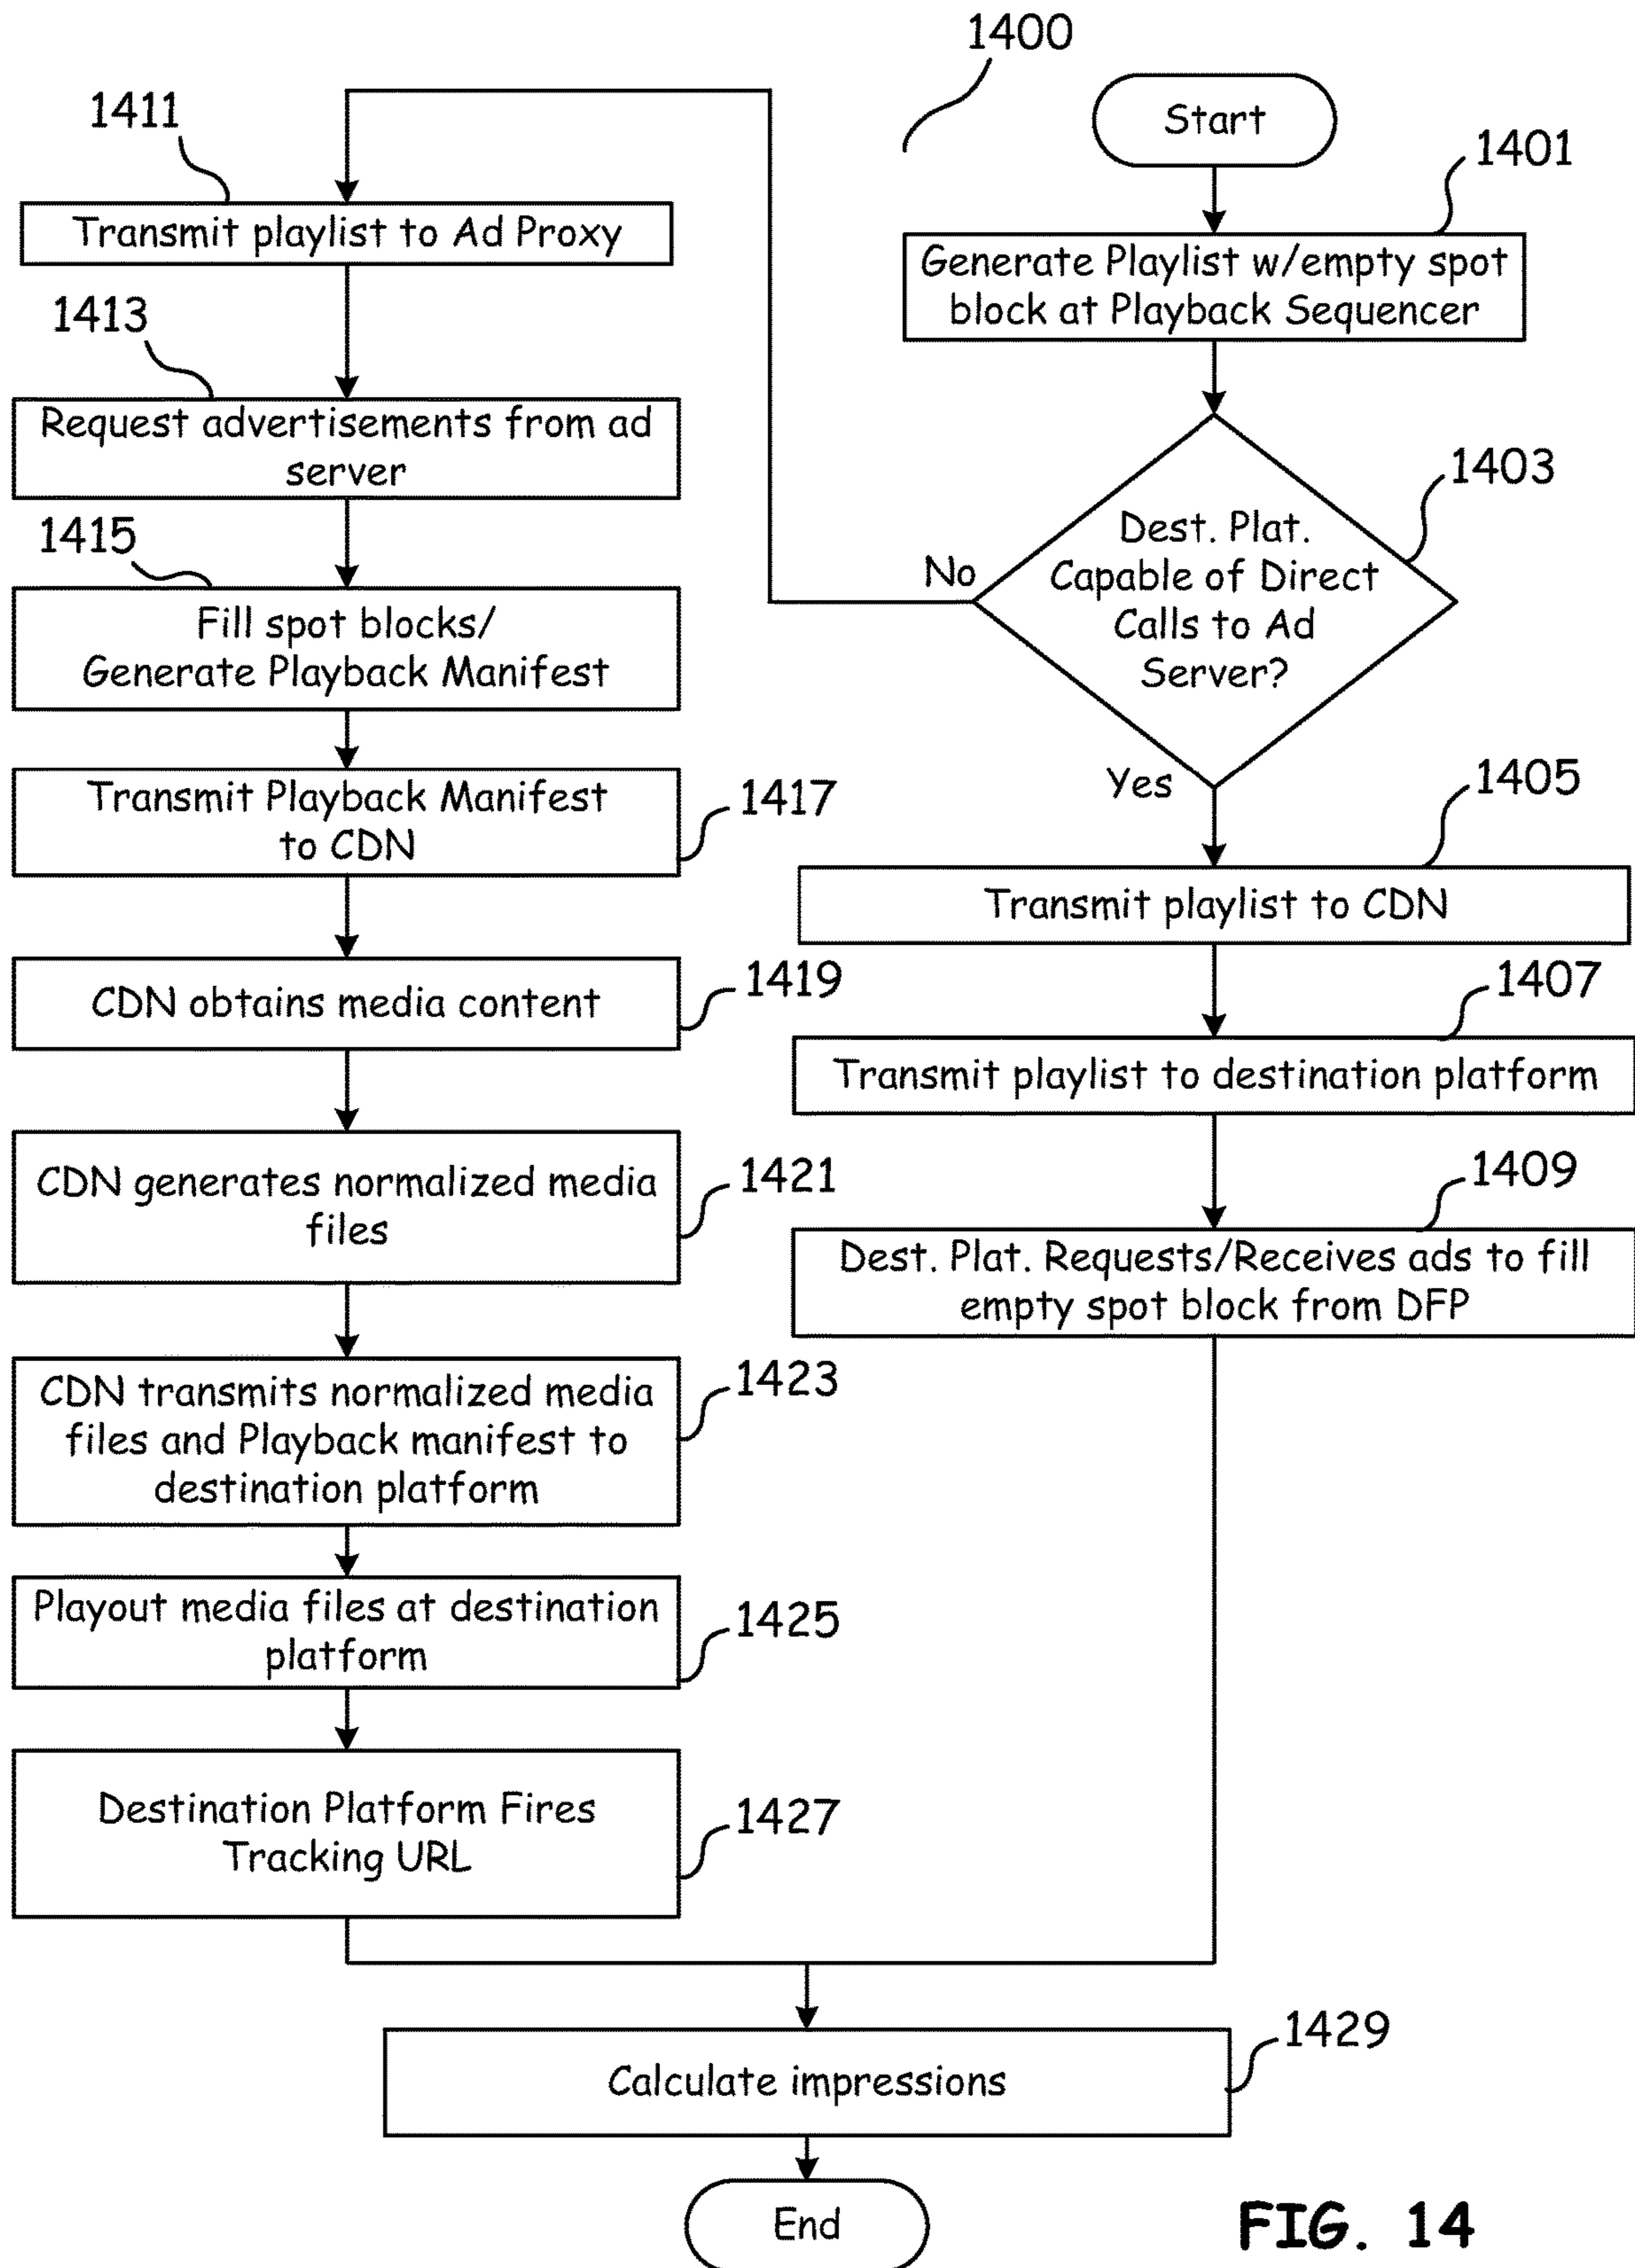 1400
Start
1401
Generate Playlist w/empty spot
block at Playback Sequencer
1403
Dest. Plat.
Capable of Direct
Calls to Ad
Server?
No
Yes
1405
Transmit playlist to CDN
1407
Transmit playlist to destination platform
1409
Dest. Plat. Requests/Receives ads to fill
empty spot block from DFP
1411
Transmit playlist to Ad Proxy
1413
Request advertisements from ad
server
1415
Fill spot blocks/
Generate Playback Manifest
Transmit Playback Manifest
to CDN
1417
CDN obtains media content
1419
CDN generates normalized media
files
1421
CDN transmits normalized media
files and Playback manifest to
destination platform
1423
Playout media files at destination
platform
1425
Destination Platform Fires
Tracking URL
1427
Calculate impressions
1429
End
FIG. 14